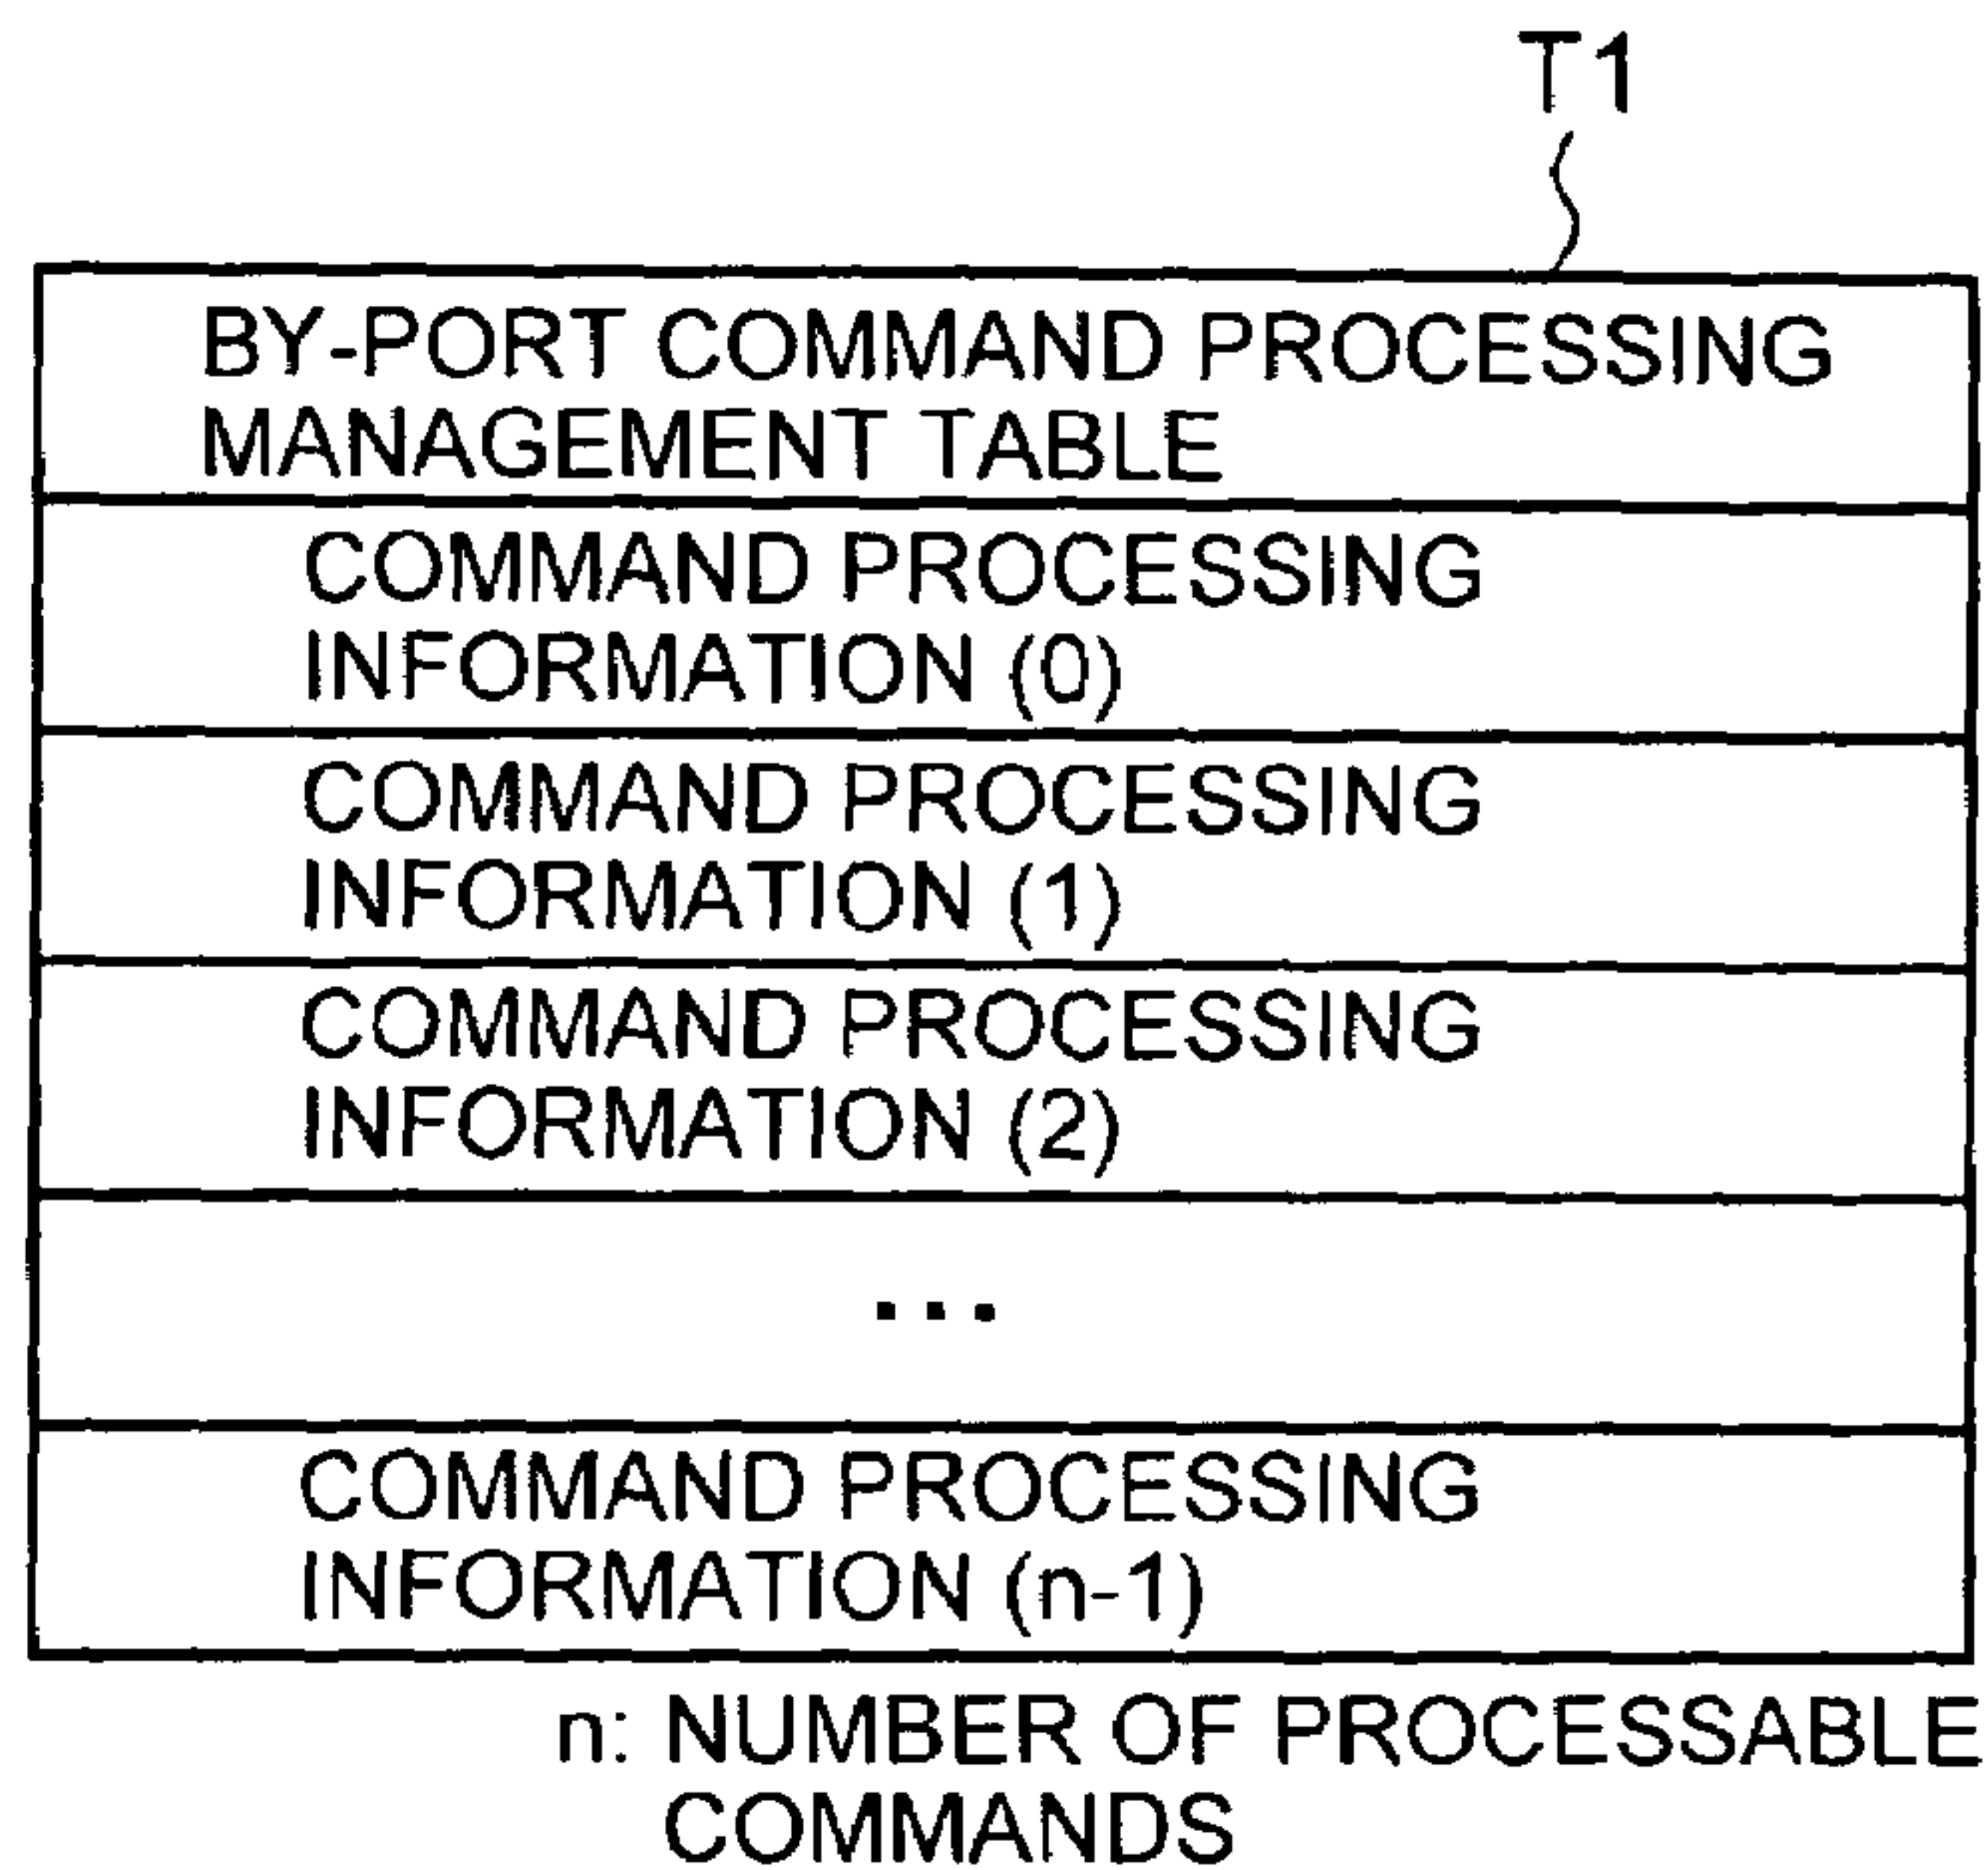 T1
BY-PORT COMMAND PROCESSING
MANAGEMENT TABLE
COMMAND PROCESSING
INFORMATION (0)
COMMAND PROCESSING
INFORMATION (1)
COMMAND PROCESSING
INFORMATION (2)
...
COMMAND PROCESSING
INFORMATION (n-1)
n: NUMBER OF PROCESSABLE
COMMANDS